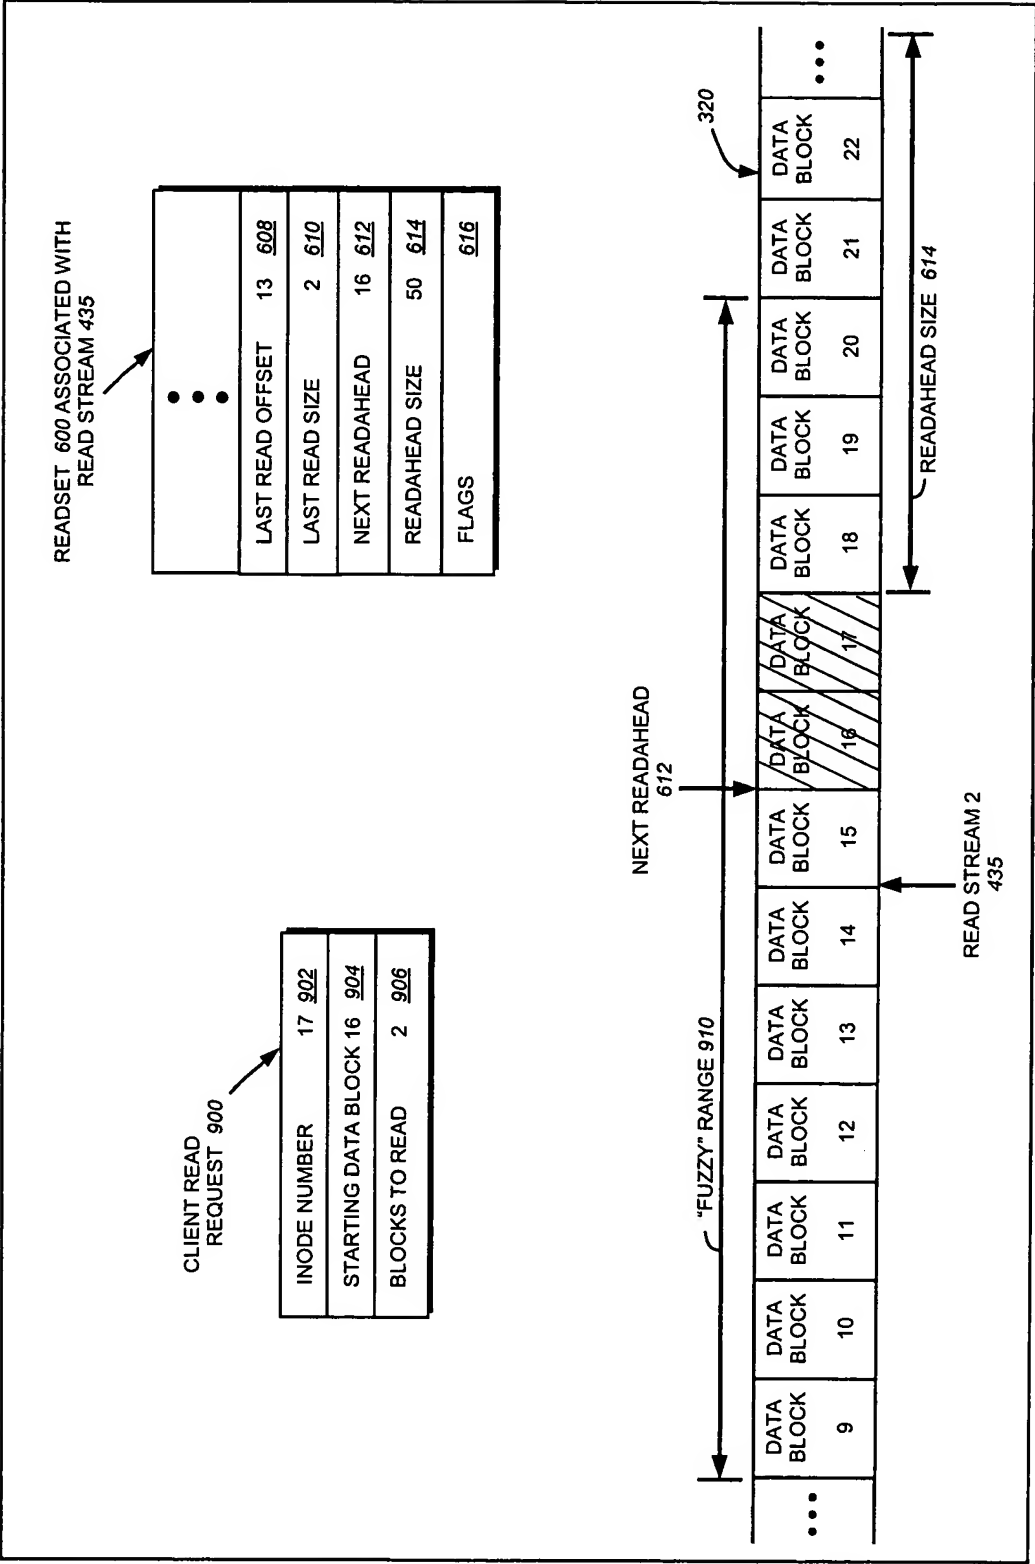 CLIENT READ
REQUEST 900
INODE NUMBER 17 902
STARTING DATA BLOCK 16 904
BLOCKS TO READ 2 906
READSET 600 ASSOCIATED WITH
READ STREAM 435
•••
LAST READ OFFSET 13 608
LAST READ SIZE 2 610
NEXT READAHEAD 16 612
READAHEAD SIZE 50 614
FLAGS 616
NEXT READAHEAD
612
"FUZZY" RANGE 910
320
•••
DATA
BLOCK
9
DATA
BLOCK
10
DATA
BLOCK
11
DATA
BLOCK
12
DATA
BLOCK
13
DATA
BLOCK
14
DATA
BLOCK
15
DATA
BLOCK
16
DATA
BLOCK
17
DATA
BLOCK
18
DATA
BLOCK
19
DATA
BLOCK
20
DATA
BLOCK
21
DATA
BLOCK
22
•••
READAHEAD SIZE 614
READ STREAM 2
435